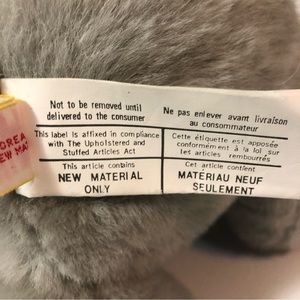 Not to be removed until
delivered to the consumer
This label is affixed in compliance
with The Upholstered and
Stuffed Articles Act
This article contains
NEW MATERIAL
ONLY
Ne pas enlever avant livraison
au consommateur
Cette étiquette est apposée
conformément à la loi sur
les articles rembourrés
Cet article contient
MATÉRIAU NEUF
SEULEMENT